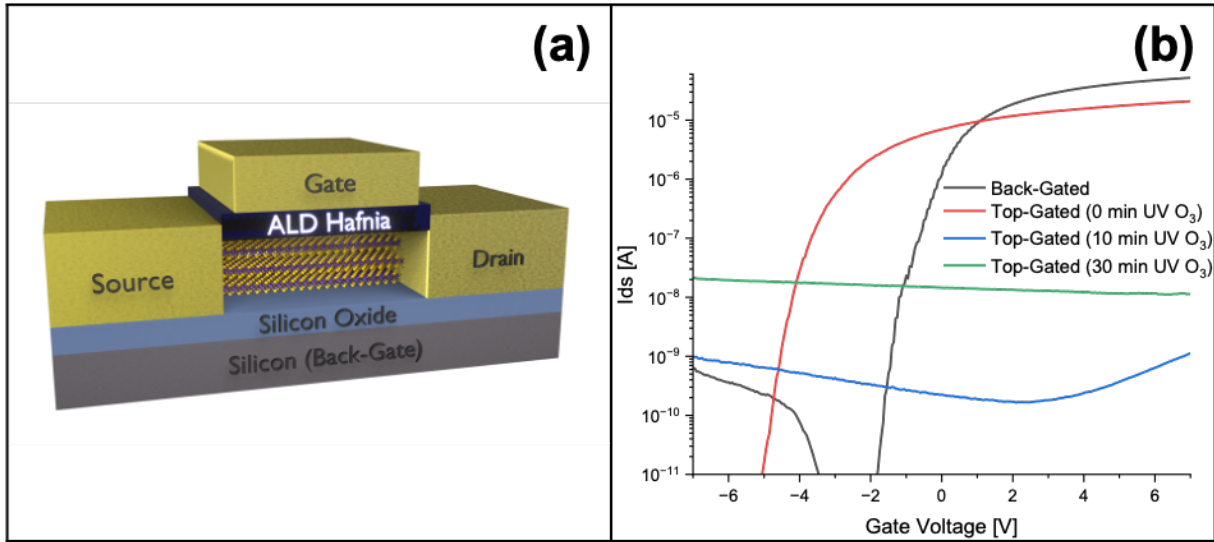 (a)
Gate
ALD Hafnia
Source
Drain
Silicon Oxide
Silicon (Back-Gate)
(b)
Ids [A]
10⁻⁵
10⁻⁶
10⁻⁷
10⁻⁸
10⁻⁹
10⁻¹⁰
10⁻¹¹
Back-Gated
Top-Gated (0 min UV O₃)
Top-Gated (10 min UV O₃)
Top-Gated (30 min UV O₃)
−6 −4 −2 0 2 4 6
Gate Voltage [V]